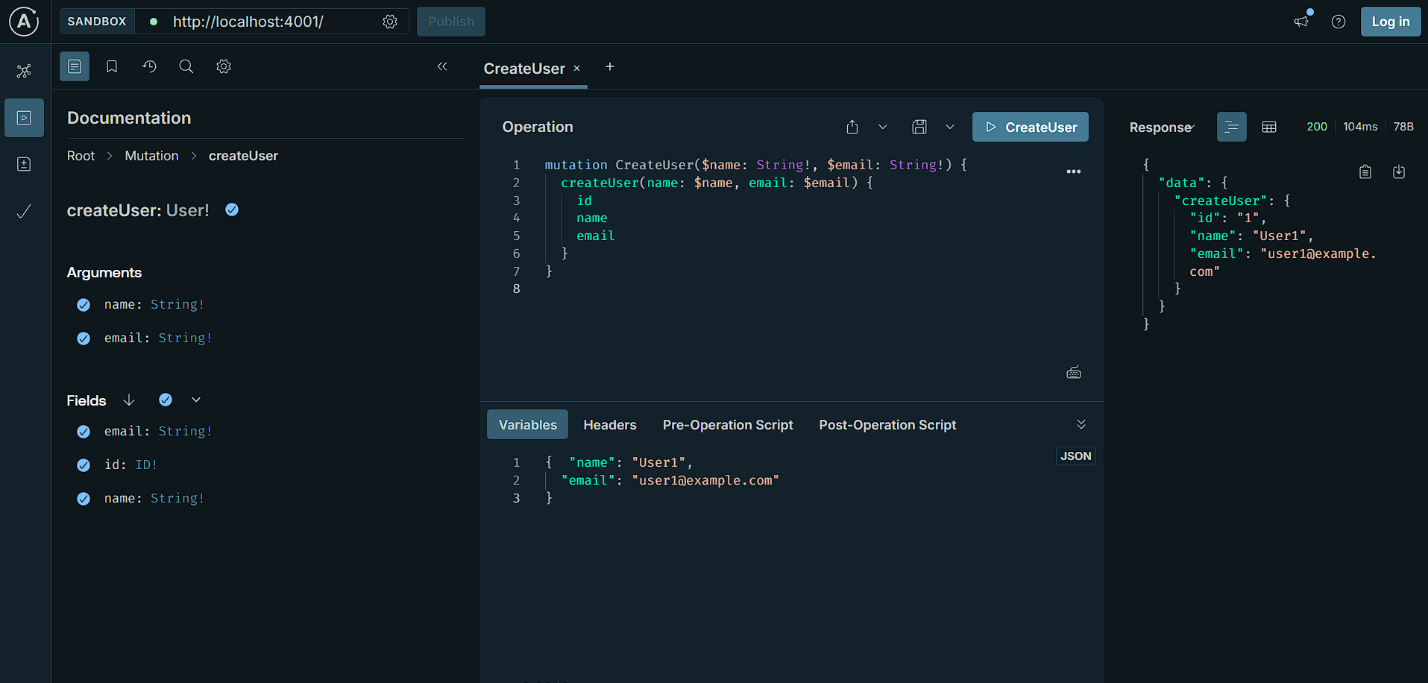 SANDBOX http://localhost:4001/ Publish Log in
Documentation
Root > Mutation > createUser
createUser: User!
Arguments
name: String!
email: String!
Fields
email: String!
id: ID!
name: String!
CreateUser × +
Operation CreateUser
1 mutation CreateUser($name: String!, $email: String!) {
2 createUser(name: $name, email: $email) {
3 id
4 name
5 email
6 }
7 }
8
Variables Headers Pre-Operation Script Post-Operation Script
JSON
1 { "name": "User1",
2 "email": "user1@example.com"
3 }
Response 200 104ms 78B
{
"data": {
"createUser": {
"id": "1",
"name": "User1",
"email": "user1@example.
com"
}
}
}